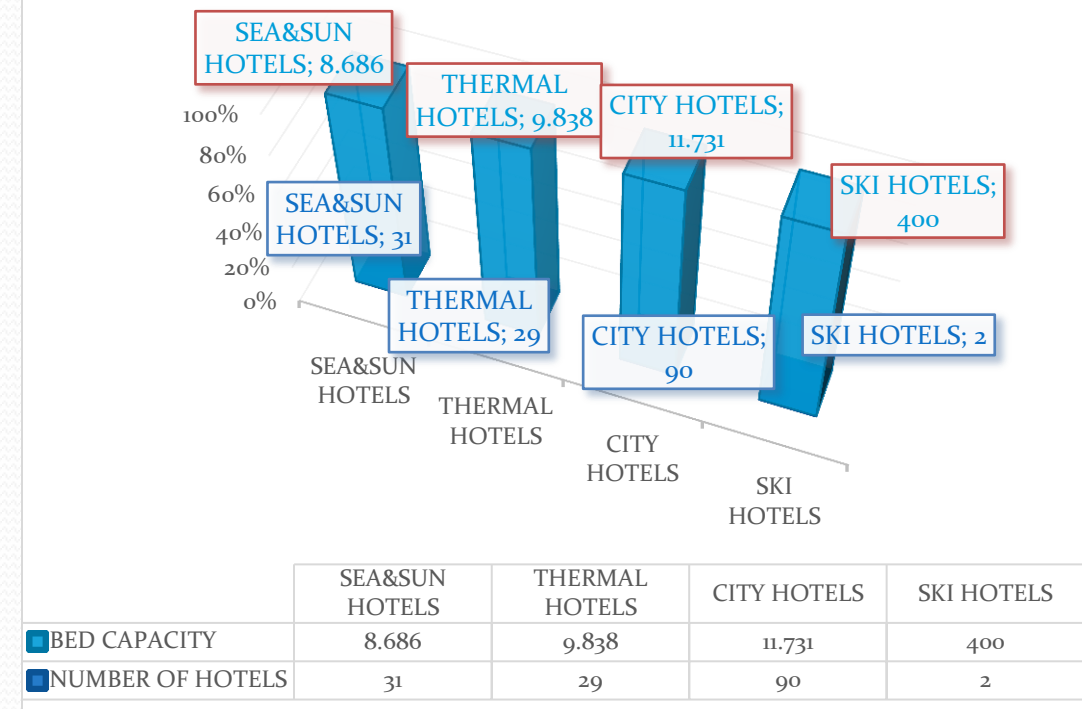 SEA&SUN
HOTELS; 8.686
THERMAL
HOTELS; 9.838
CITY HOTELS;
11.731
SKI HOTELS;
400
100%
80%
60%
40%
20%
0%
SEA&SUN
HOTELS; 31
THERMAL
HOTELS; 29
CITY HOTELS;
90
SKI HOTELS; 2
SEA&SUN
HOTELS
THERMAL
HOTELS
CITY
HOTELS
SKI
HOTELS
SEA&SUN
HOTELS
THERMAL
HOTELS
CITY HOTELS
SKI HOTELS
BED CAPACITY 8.686 9.838 11.731 400
NUMBER OF HOTELS 31 29 90 2